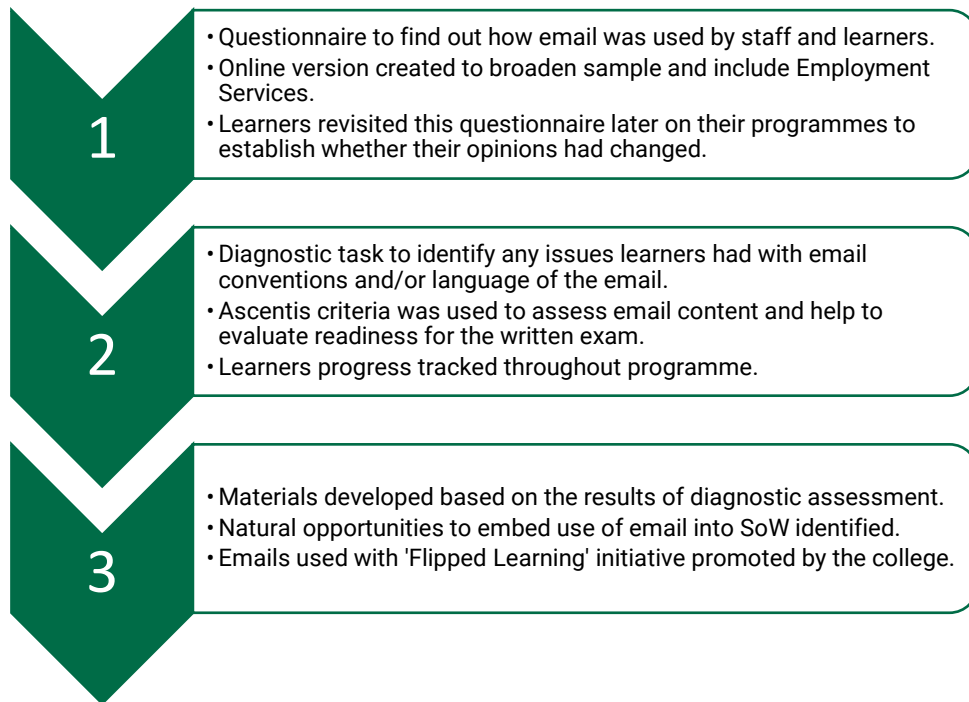 1
• Questionnaire to find out how email was used by staff and learners.
• Online version created to broaden sample and include Employment
Services.
• Learners revisited this questionnaire later on their programmes to
establish whether their opinions had changed.
2
• Diagnostic task to identify any issues learners had with email
conventions and/or language of the email.
• Ascentis criteria was used to assess email content and help to
evaluate readiness for the written exam.
• Learners progress tracked throughout programme.
3
• Materials developed based on the results of diagnostic assessment.
• Natural opportunities to embed use of email into SoW identified.
• Emails used with 'Flipped Learning' initiative promoted by the college.